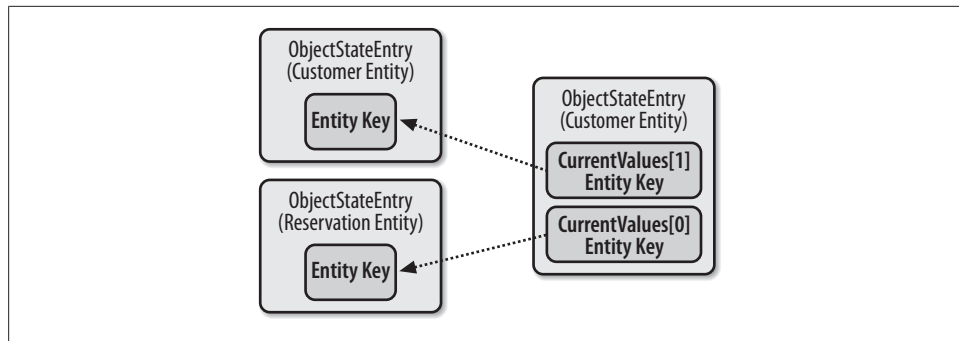 ObjectStateEntry
(Customer Entity)
Entity Key
ObjectStateEntry
(Reservation Entity)
Entity Key
ObjectStateEntry
(Customer Entity)
CurrentValues[1]
Entity Key
CurrentValues[0]
Entity Key